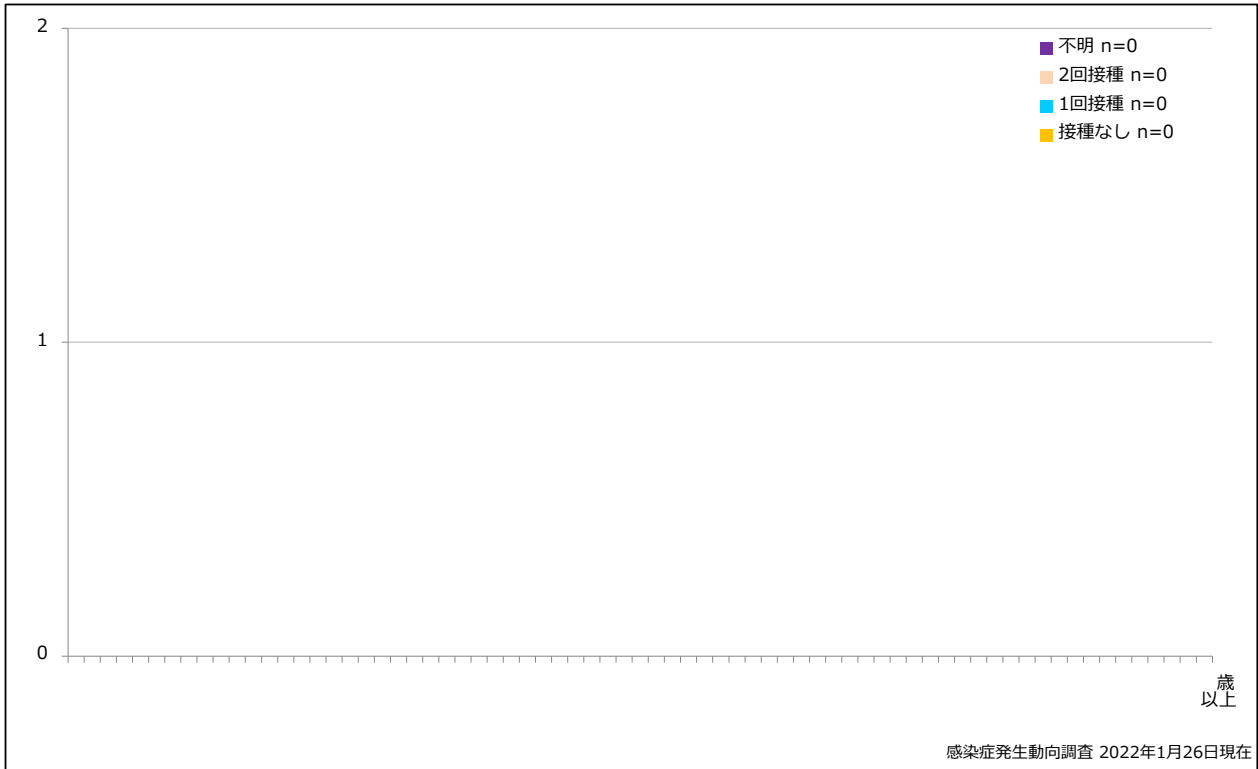 2
不明 n=0
2回接種 n=0
1回接種 n=0
接種なし n=0
1
0
歳
以上
感染症発生動向調査 2022年1月26日現在